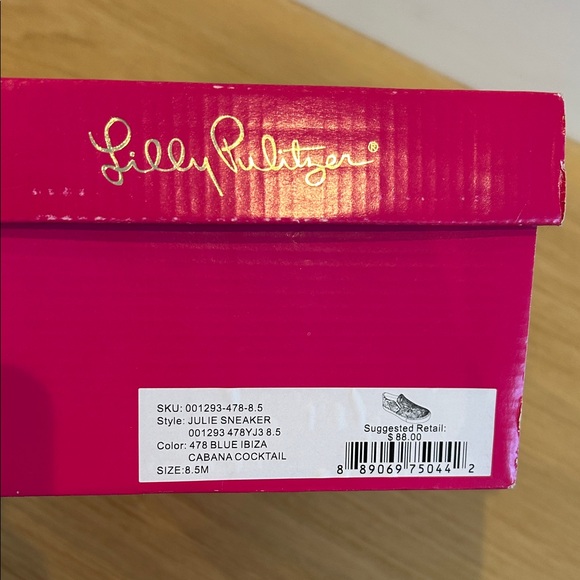 Lilly Pulitzer®
SKU: 001293-478-8.5
Style: JULIE SNEAKER
001293 478YJ3 8.5
Color: 478 BLUE IBIZA
CABANA COCKTAIL
SIZE:8.5M
Suggested Retail:
$ 88.00
8 89069 75044 2